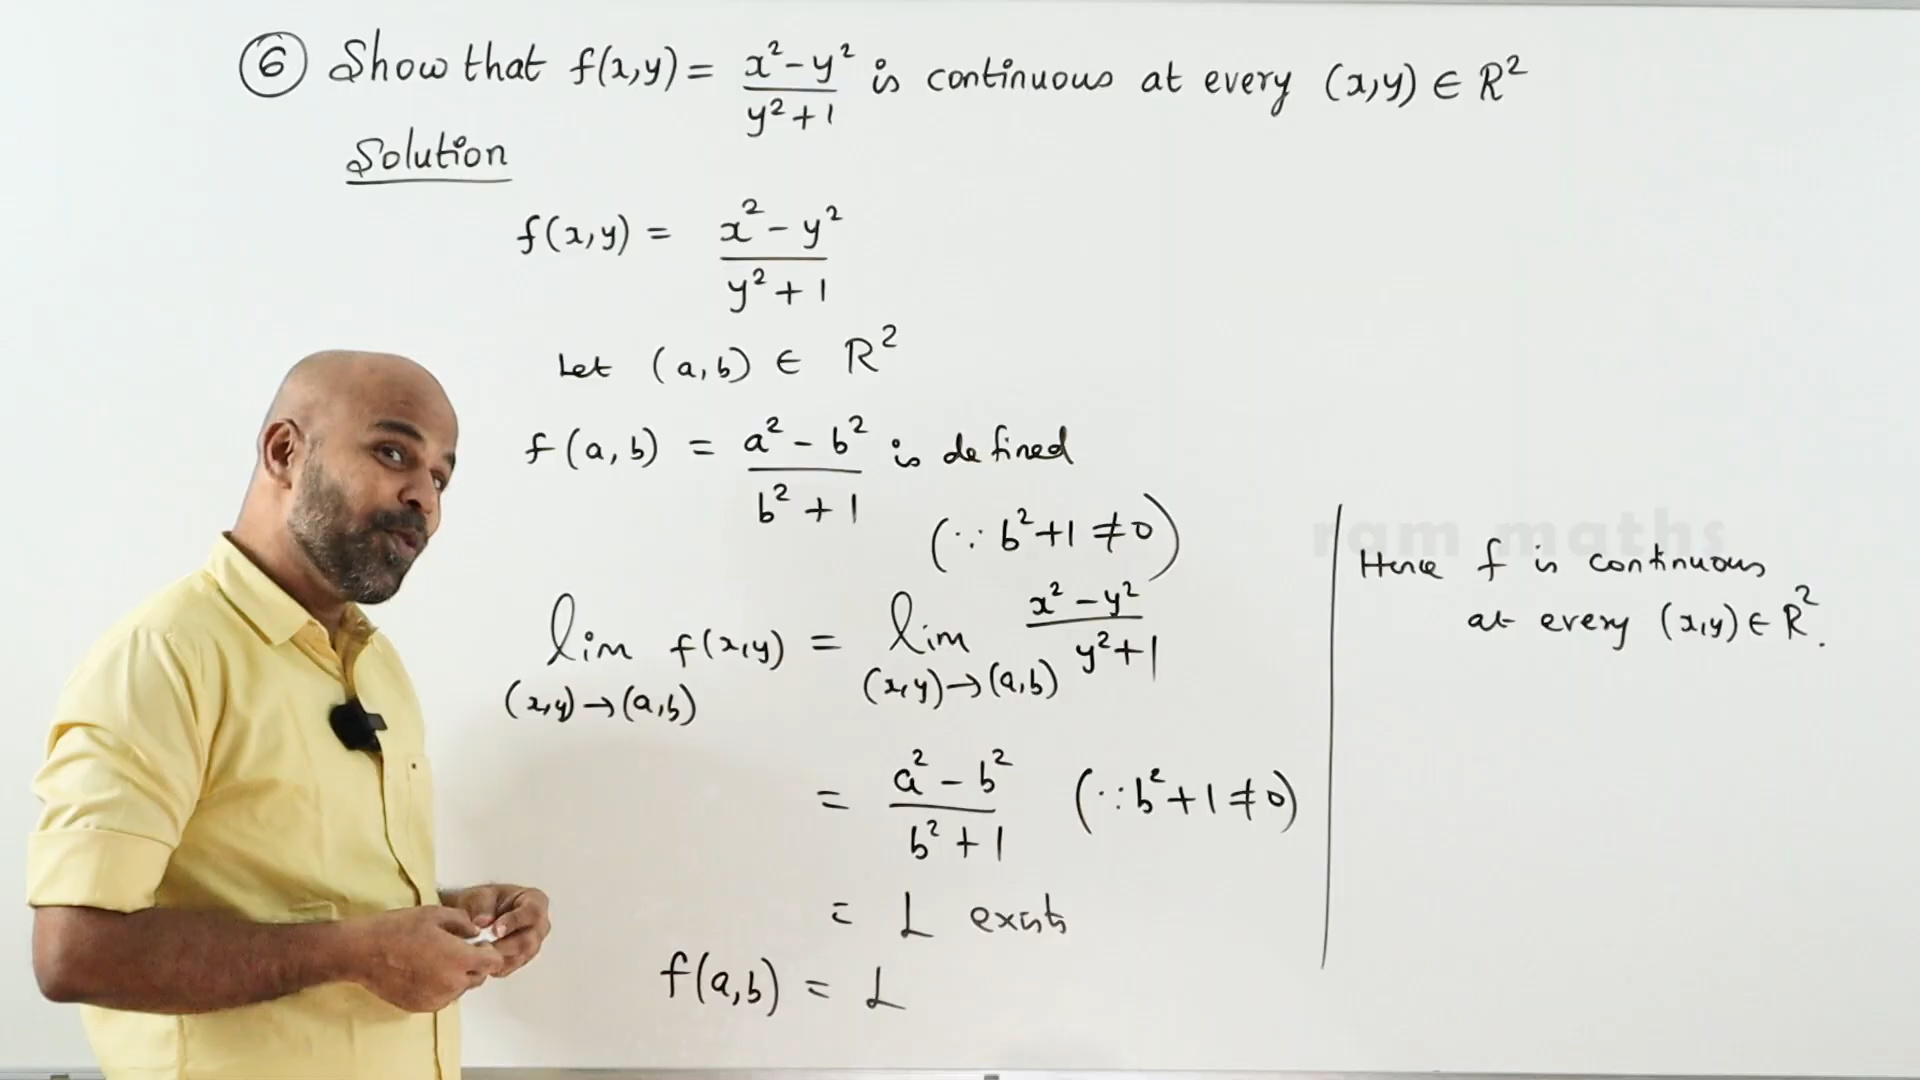 ⑥ Show that f(x,y) = (x² - y²)/(y² + 1) is continuous at every (x,y) ∈ R²
Solution
f(x,y) = (x² - y²)/(y² + 1)
Let (a,b) ∈ R²
f(a,b) = (a² - b²)/(b² + 1) is defined
(∵ b² + 1 ≠ 0)
lim (x,y)→(a,b) f(x,y) = lim (x,y)→(a,b) (x² - y²)/(y² + 1)
= (a² - b²)/(b² + 1) (∵ b² + 1 ≠ 0)
= L exists
f(a,b) = L
ram maths
Hence f is continuous
at every (x,y) ∈ R².